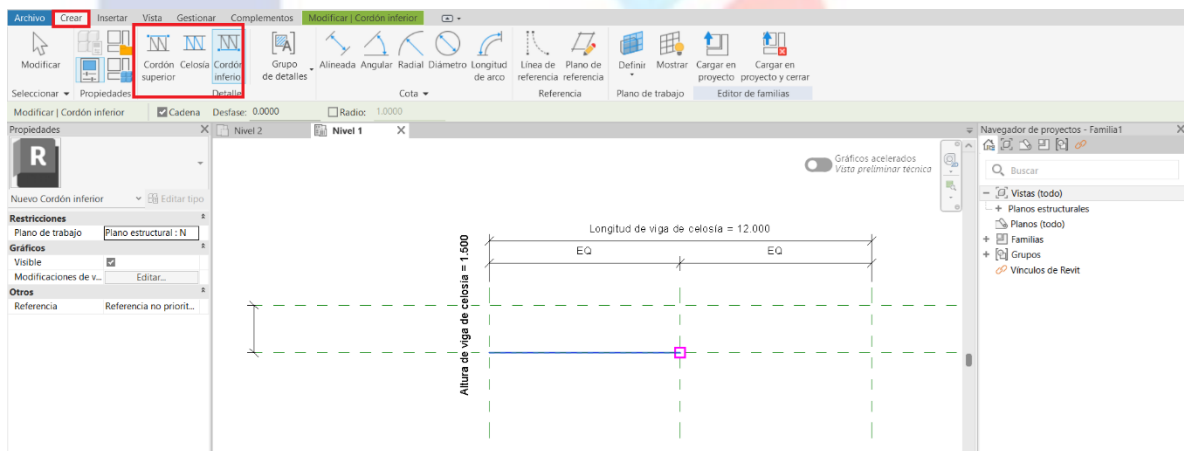 Archivo Crear Insertar Vista Gestionar Complementos Modificar | Cordón inferior
Modificar
Cordón superior Celosía Cordón inferio
Grupo de detalles
Alineada Angular Radial Diámetro Longitud de arco
Línea de referencia Plano de referencia
Definir Mostrar Cargar en proyecto Cargar en proyecto y cerrar
Seleccionar Propiedades Detalle Cota Referencia Plano de trabajo Editor de familias
Modificar | Cordón inferior Cadena Desfase: 0.0000 Radio: 1.0000
Propiedades
R
Nuevo Cordón inferior Editar tipo
Restricciones
Plano de trabajo Plano estructural : N
Gráficos
Visible
Modificaciones de v... Editar...
Otros
Referencia Referencia no priorit...
Nivel 2 Nivel 1
Gráficos acelerados
Vista preliminar técnica
Longitud de viga de celosía = 12.000
EQ EQ
Altura de viga de celosía = 1.500
Navegador de proyectos - Familia1
Buscar
Vistas (todo)
Planos estructurales
Planos (todo)
Familias
Grupos
Vínculos de Revit